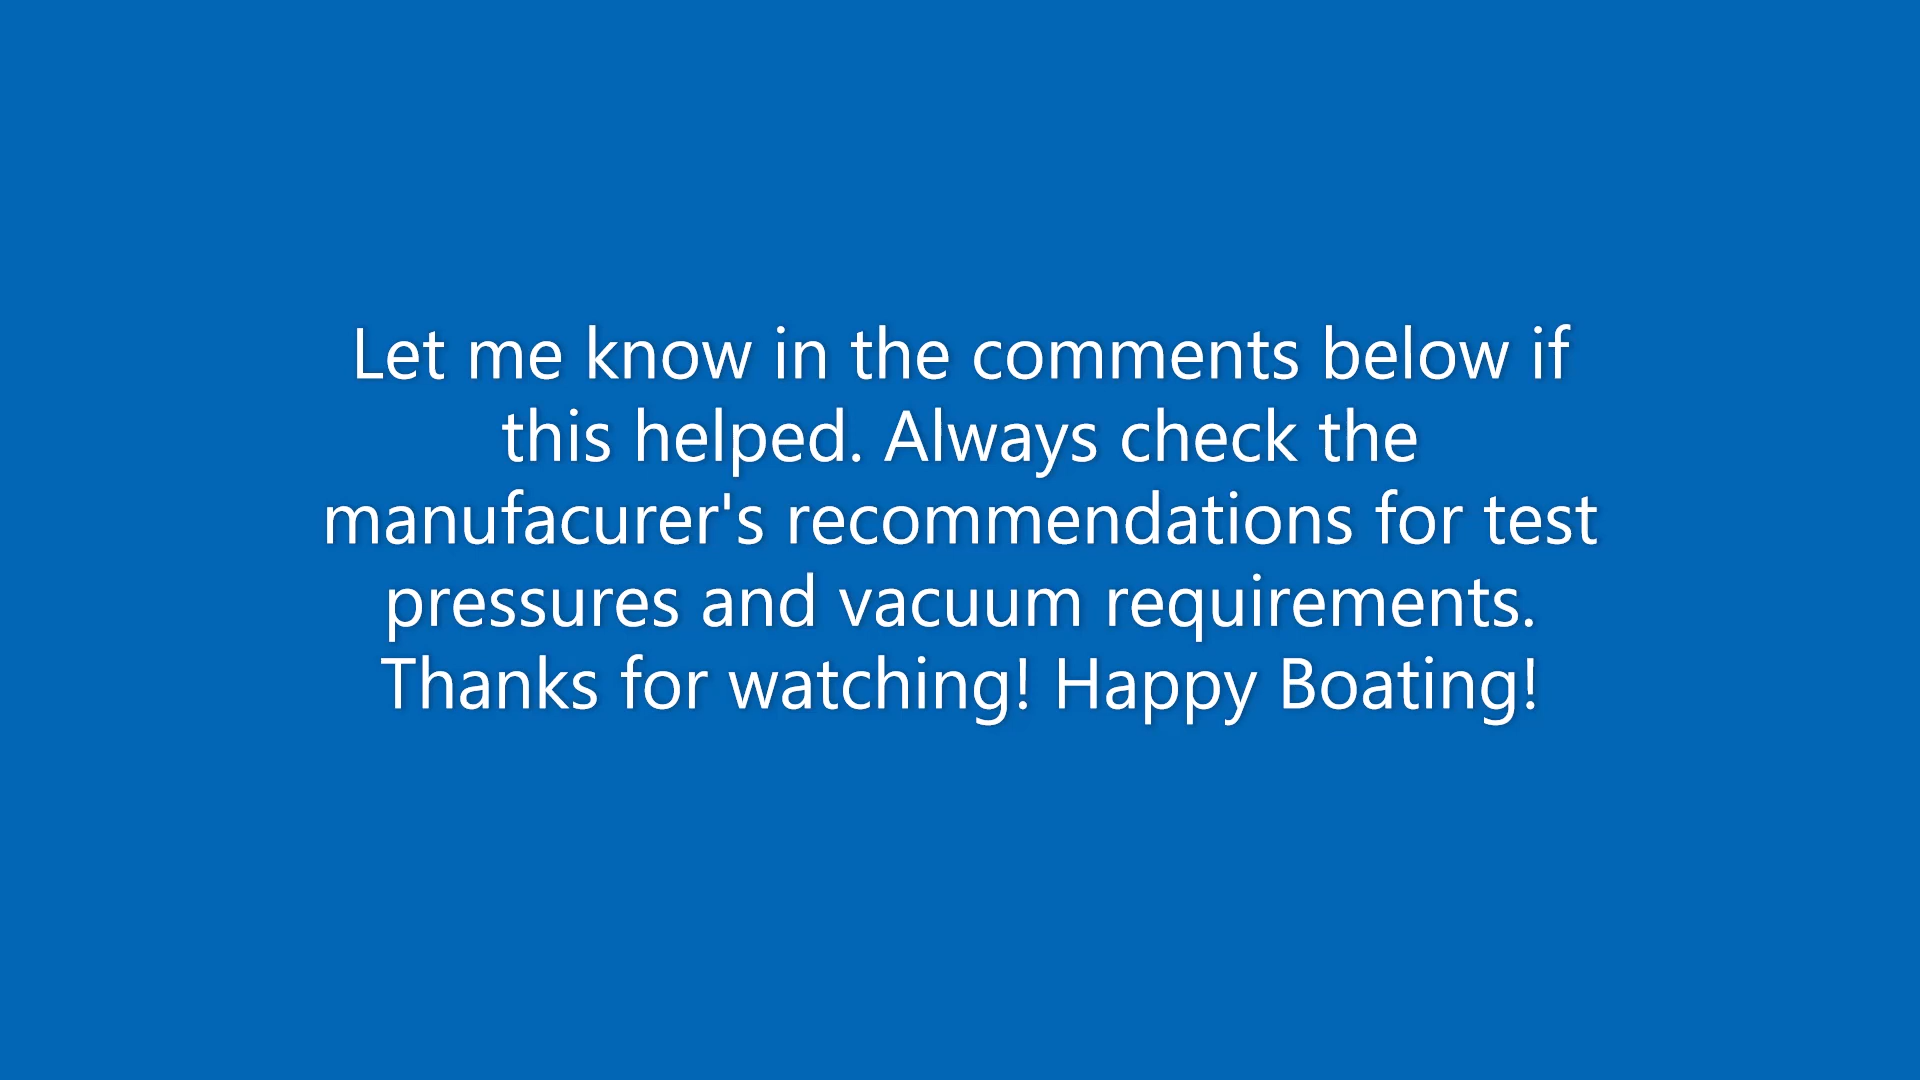 Let me know in the comments below if
this helped. Always check the
manufacurer's recommendations for test
pressures and vacuum requirements.
Thanks for watching! Happy Boating!